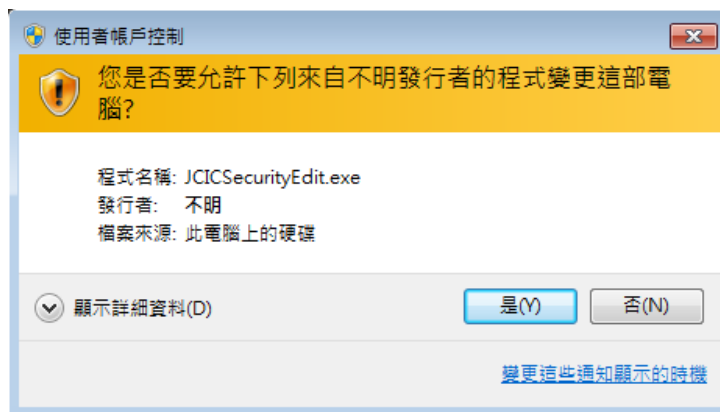 使用者帳戶控制
您是否要允許下列來自不明發行者的程式變更這部電
腦?
程式名稱: JCICSecurityEdit.exe
發行者: 不明
檔案來源: 此電腦上的硬碟
顯示詳細資料(D)
是(Y)
否(N)
變更這些通知顯示的時機